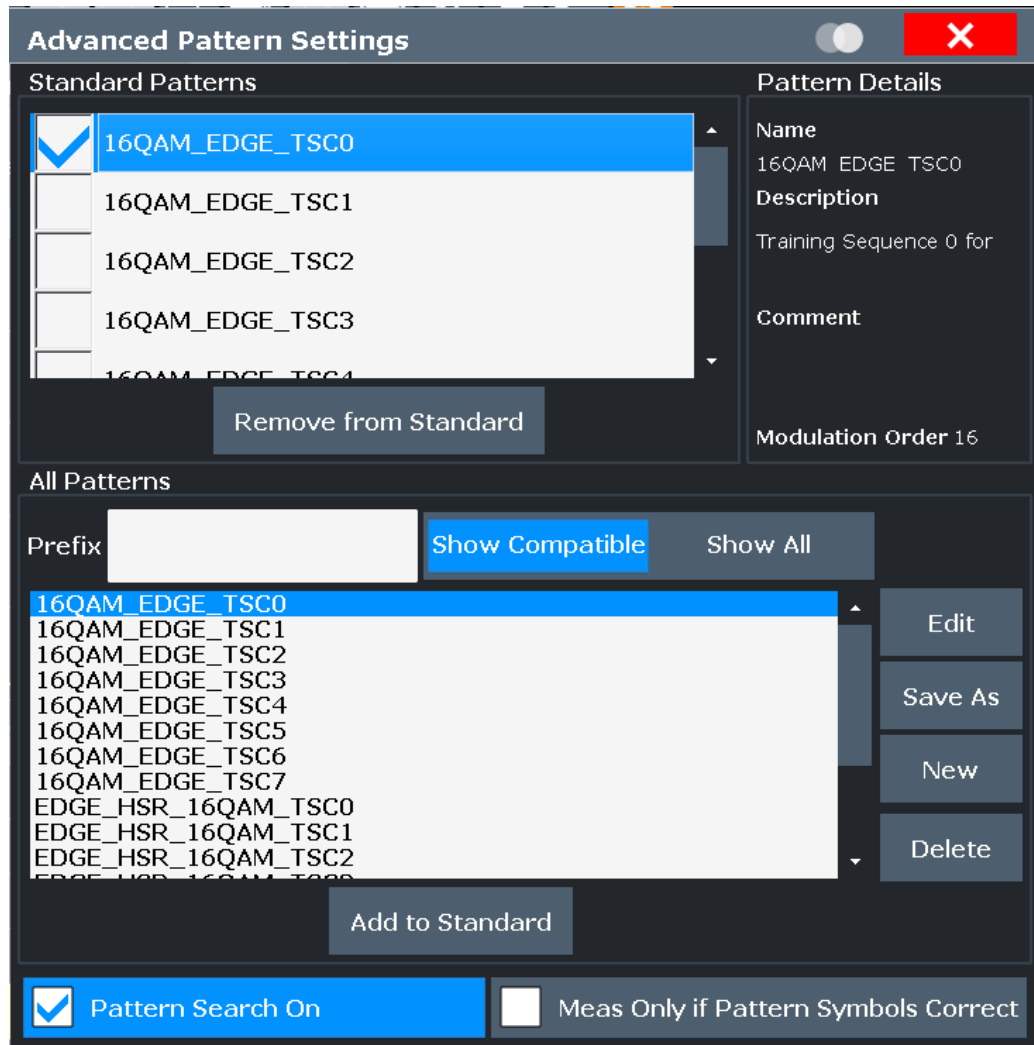 Advanced Pattern Settings
Standard Patterns
16QAM_EDGE_TSC0
16QAM_EDGE_TSC1
16QAM_EDGE_TSC2
16QAM_EDGE_TSC3
16QAM_EDGE_TSC4
Remove from Standard
Pattern Details
Name
16QAM EDGE TSC0
Description
Training Sequence 0 for
Comment
Modulation Order 16
All Patterns
Prefix
Show Compatible
Show All
16QAM_EDGE_TSC0
16QAM_EDGE_TSC1
16QAM_EDGE_TSC2
16QAM_EDGE_TSC3
16QAM_EDGE_TSC4
16QAM_EDGE_TSC5
16QAM_EDGE_TSC6
16QAM_EDGE_TSC7
EDGE_HSR_16QAM_TSC0
EDGE_HSR_16QAM_TSC1
EDGE_HSR_16QAM_TSC2
Edit
Save As
New
Delete
Add to Standard
Pattern Search On
Meas Only if Pattern Symbols Correct